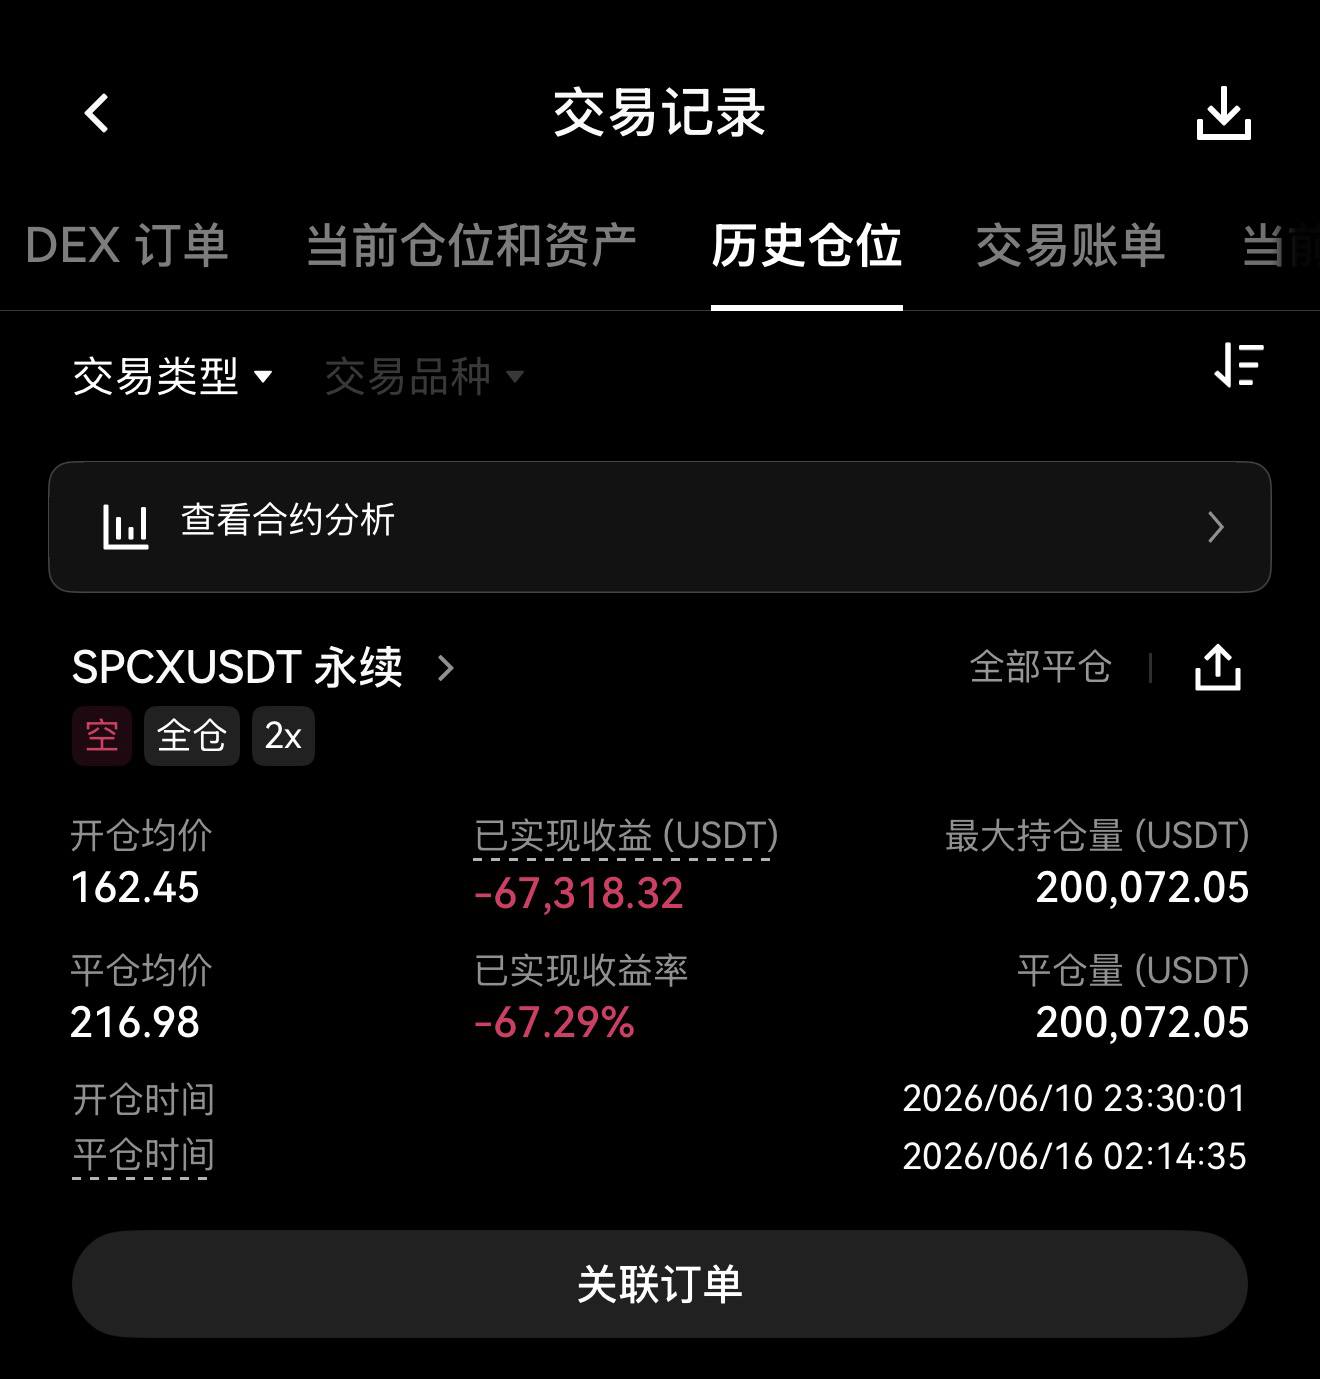 交易记录
DEX 订单 当前仓位和资产 历史仓位 交易账单 当前
交易类型 交易品种
查看合约分析
SPCXUSDT 永续 全部平仓
空 全仓 2x
开仓均价 已实现收益 (USDT) 最大持仓量 (USDT)
162.45 -67,318.32 200,072.05
平仓均价 已实现收益率 平仓量 (USDT)
216.98 -67.29% 200,072.05
开仓时间 2026/06/10 23:30:01
平仓时间 2026/06/16 02:14:35
关联订单